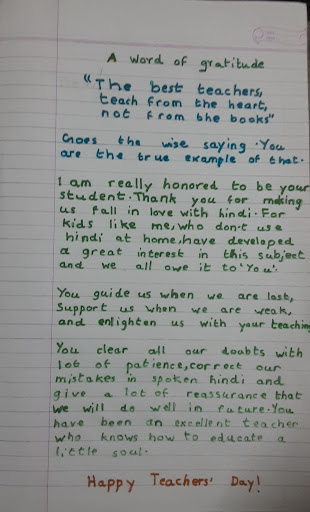 A word of gratitude
"The best teachers,
teach from the heart,
not from the books"
Goes the wise saying. You
are the true example of that.
I am really honored to be your
student. Thank you for making
us fall in love with hindi. For
kids like me, who don't use
hindi at home, have developed
a great interest in this subject
and we all owe it to 'You'.
You guide us when we are lost,
Support us when we are weak,
and enlighten us with your teaching
You clear all our doubts with
lot of patience, correct our
mistakes in spoken hindi and
give a lot of reassurance that
we will do well in future. You
have been an excellent teacher
who knows how to educate a
little soul.
Happy Teachers' Day!